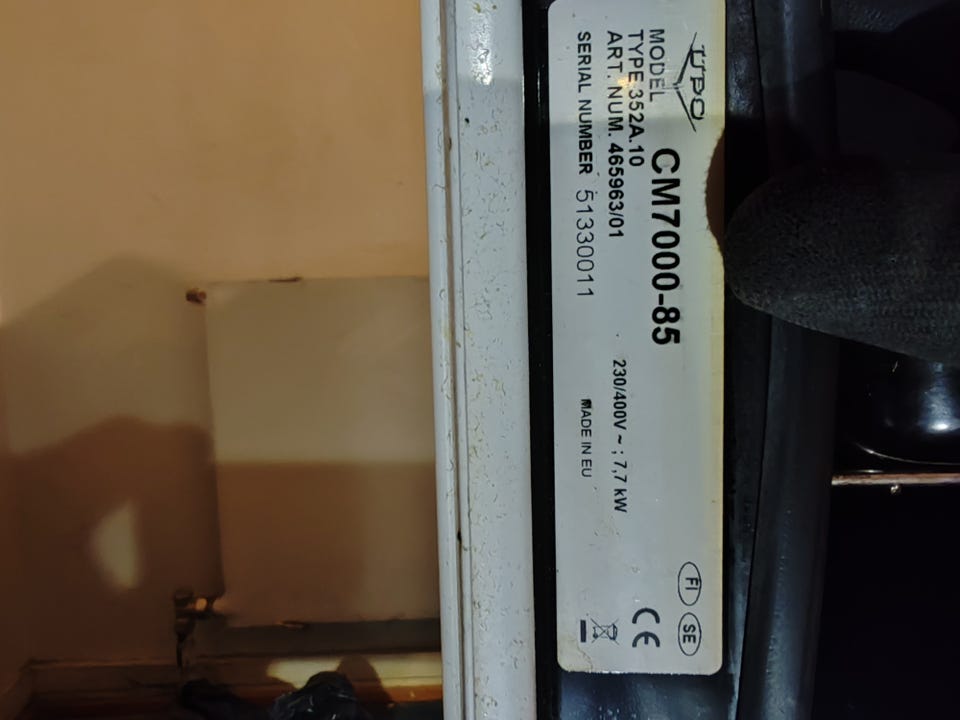 UPO
MODEL CM7000-85
TYPE 352A.10
ART. NUM. 465963/01
SERIAL NUMBER 51330011
230/400V ~ ; 7,7 kW
MADE IN EU
FI SE
CE